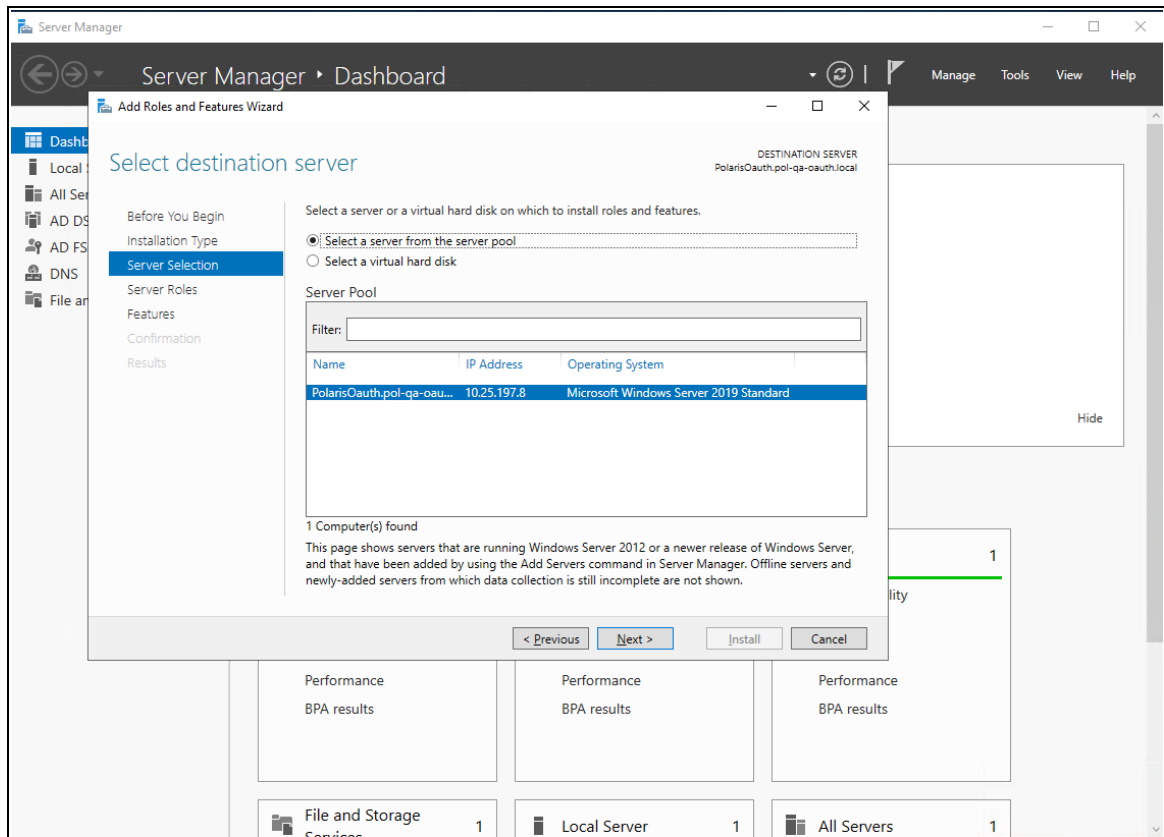 Server Manager
Server Manager • Dashboard
Manage Tools View Help
Add Roles and Features Wizard
Dashb
Local S
All Ser
AD DS
AD FS
DNS
File an
Select destination server
DESTINATION SERVER
PolarisOauth.pol-qa-oauth.local
Before You Begin
Installation Type
Server Selection
Server Roles
Features
Confirmation
Results
Select a server or a virtual hard disk on which to install roles and features.
Select a server from the server pool
Select a virtual hard disk
Server Pool
Filter:
Name IP Address Operating System
PolarisOauth.pol-qa-oau... 10.25.197.8 Microsoft Windows Server 2019 Standard
1 Computer(s) found
This page shows servers that are running Windows Server 2012 or a newer release of Windows Server,
and that have been added by using the Add Servers command in Server Manager. Offline servers and
newly-added servers from which data collection is still incomplete are not shown.
< Previous Next > Install Cancel
Hide
1
lity
Performance Performance Performance
BPA results BPA results BPA results
File and Storage
Services 1
Local Server 1
All Servers 1